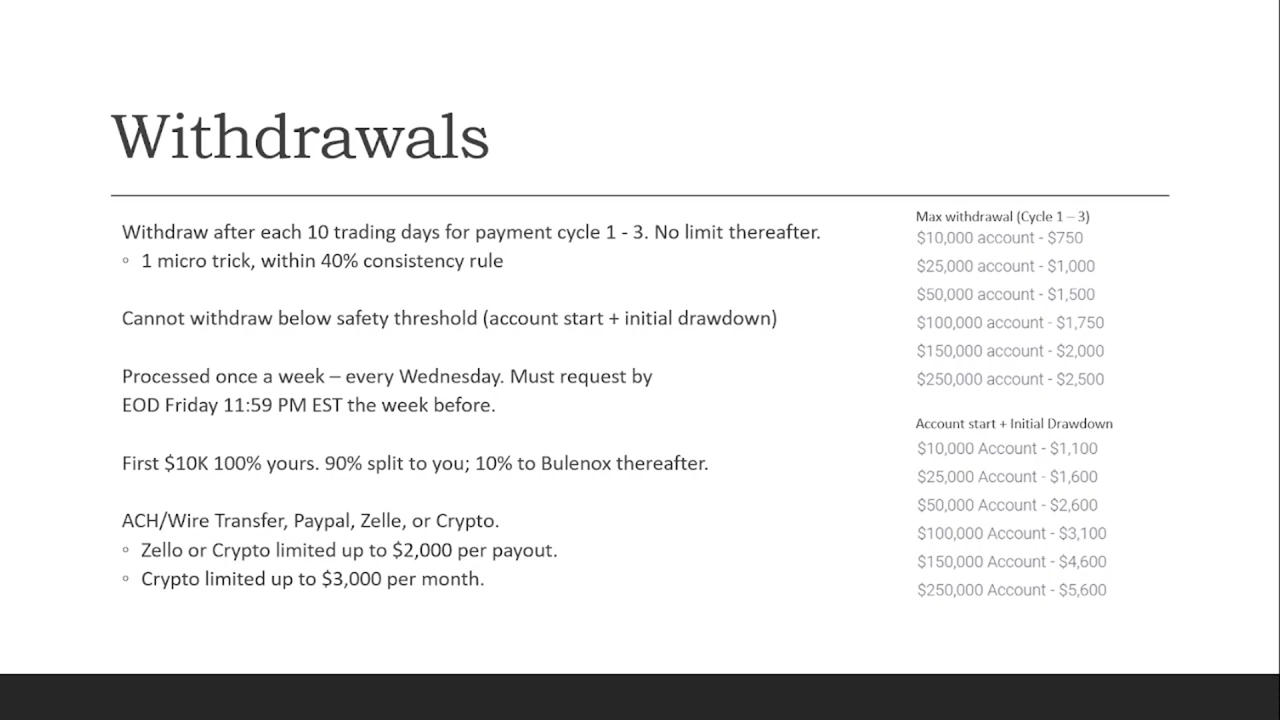 Withdrawals
Withdraw after each 10 trading days for payment cycle 1 - 3. No limit thereafter.
◦ 1 micro trick, within 40% consistency rule
Cannot withdraw below safety threshold (account start + initial drawdown)
Processed once a week – every Wednesday. Must request by
EOD Friday 11:59 PM EST the week before.
First $10K 100% yours. 90% split to you; 10% to Bulenox thereafter.
ACH/Wire Transfer, Paypal, Zelle, or Crypto.
◦ Zello or Crypto limited up to $2,000 per payout.
◦ Crypto limited up to $3,000 per month.
Max withdrawal (Cycle 1 – 3)
$10,000 account - $750
$25,000 account - $1,000
$50,000 account - $1,500
$100,000 account - $1,750
$150,000 account - $2,000
$250,000 account - $2,500
Account start + Initial Drawdown
$10,000 Account - $1,100
$25,000 Account - $1,600
$50,000 Account - $2,600
$100,000 Account - $3,100
$150,000 Account - $4,600
$250,000 Account - $5,600